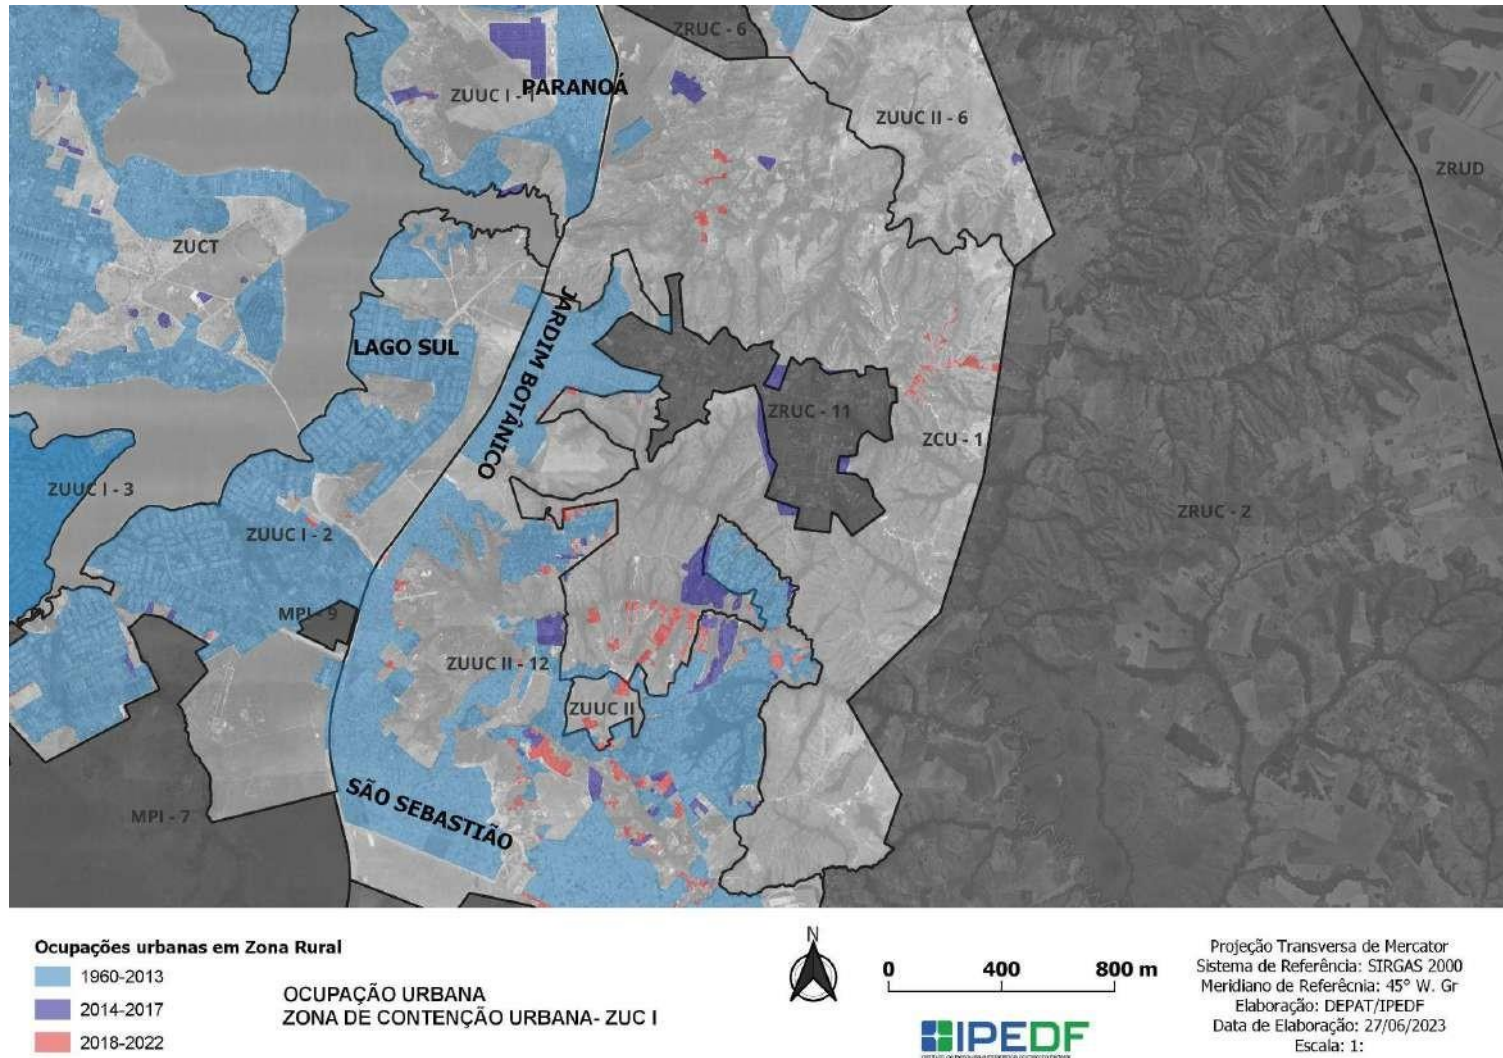 ZRUC - 6
PARANOÁ
ZUUC I - 1
ZUUC II - 6
ZRUD
ZUCT
JARDIM BOTÂNICO
LAGO SUL
ZRUC - 11
ZCU - 1
ZUUC I - 3
ZRUC - 2
ZUUC I - 2
MPI - 9
ZUUC II - 12
ZUUC II
SÃO SEBASTIÃO
MPI - 7
Ocupações urbanas em Zona Rural
1960-2013
2014-2017
2018-2022
OCUPAÇÃO URBANA
ZONA DE CONTENÇÃO URBANA- ZUC I
N
0 400 800 m
IPEDF
Projeção Transversa de Mercator
Sistema de Referência: SIRGAS 2000
Meridiano de Referêcnia: 45° W. Gr
Elaboração: DEPAT/IPEDF
Data de Elaboração: 27/06/2023
Escala: 1: